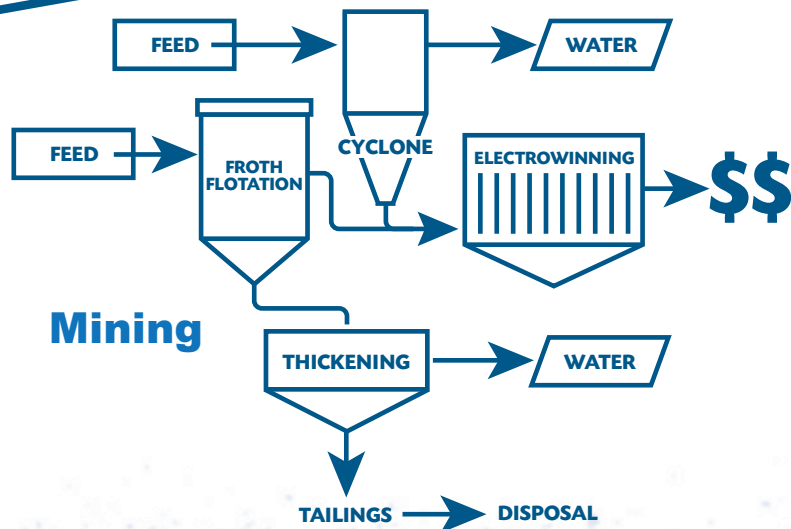 FEED
WATER
CYCLONE
FEED
FROTH
FLOTATION
ELECTROWINNING
$$
Mining
THICKENING
WATER
TAILINGS
DISPOSAL